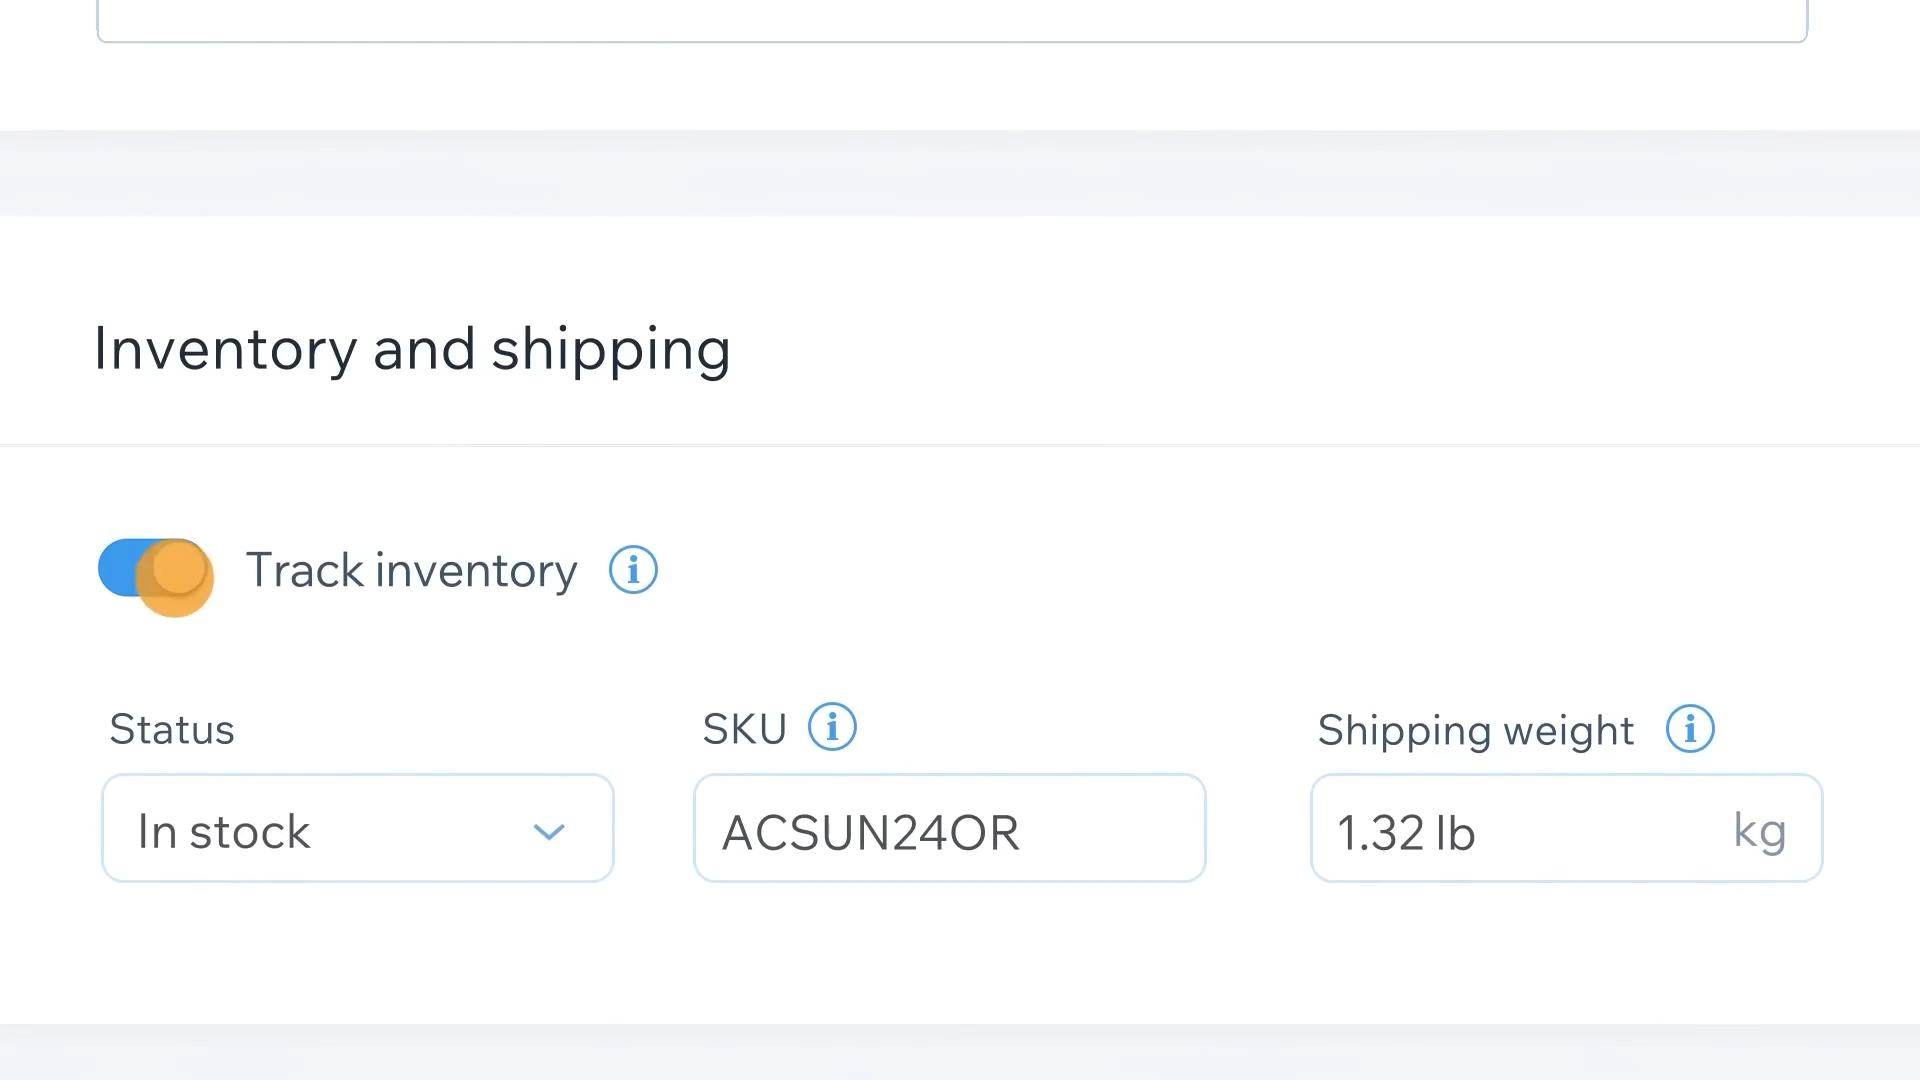 Inventory and shipping
Track inventory
Status
SKU
Shipping weight
In stock
ACSUN24OR
1.32 lb
kg